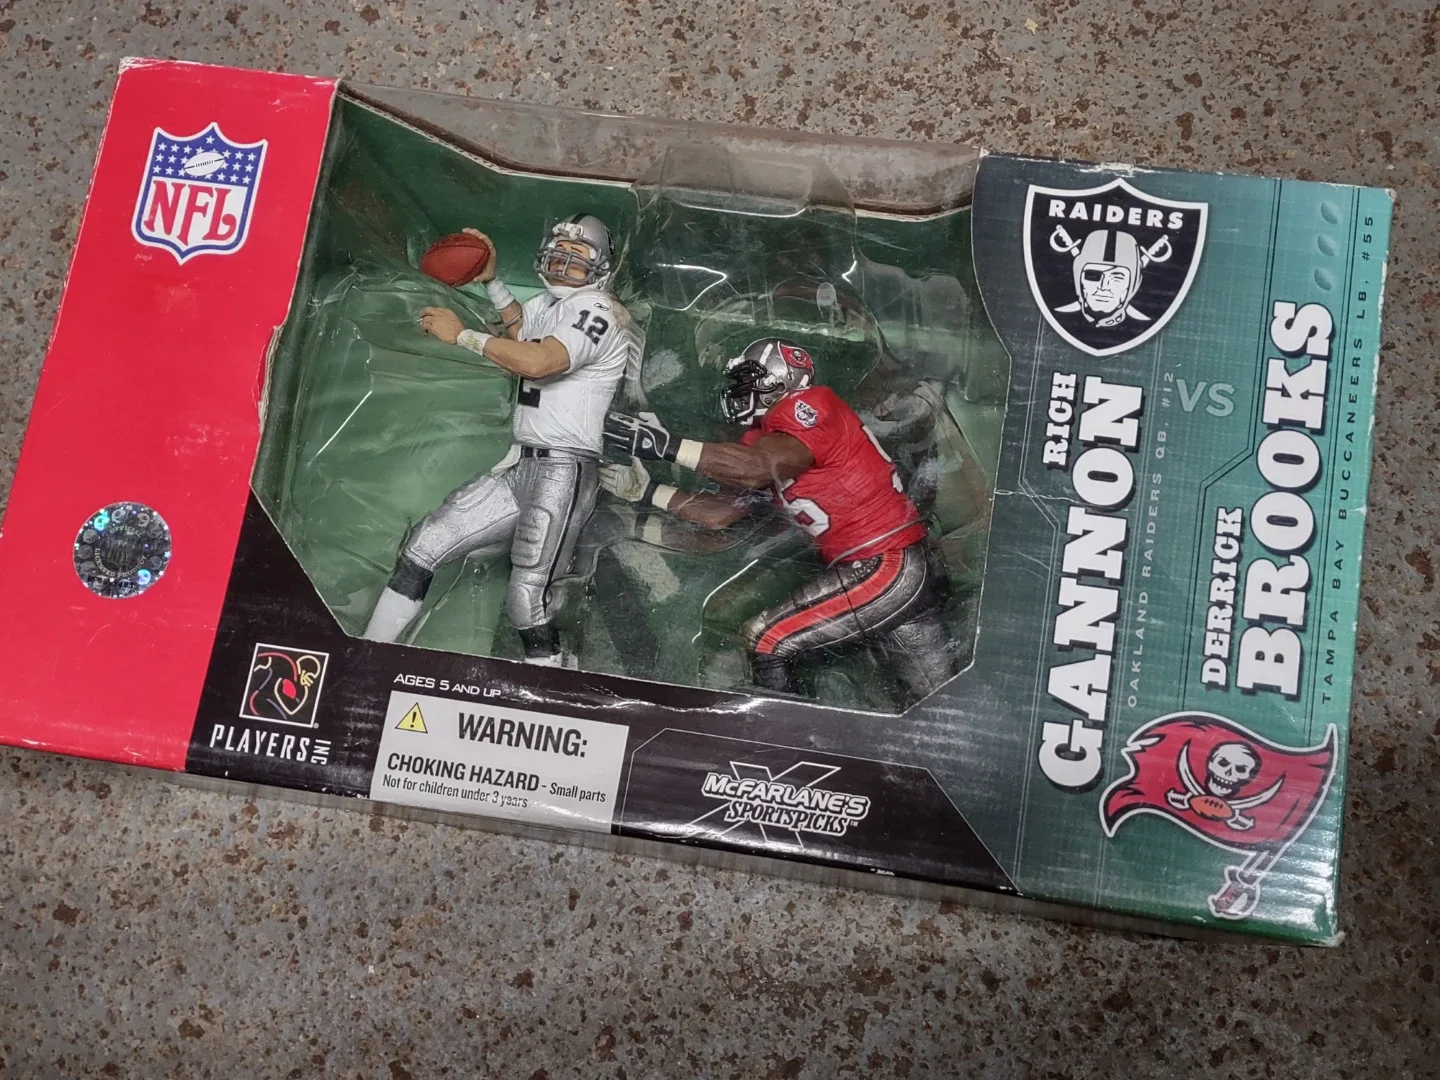 NFL
PLAYERS INC
AGES 5 AND UP
WARNING:
CHOKING HAZARD - Small parts
Not for children under 3 years
McFARLANE'S
SPORTSPICKS™
12
RAIDERS
RICH
GANNON
OAKLAND RAIDERS QB, #12
VS
DERRICK
BROOKS
TAMPA BAY BUCCANEERS LB, #55